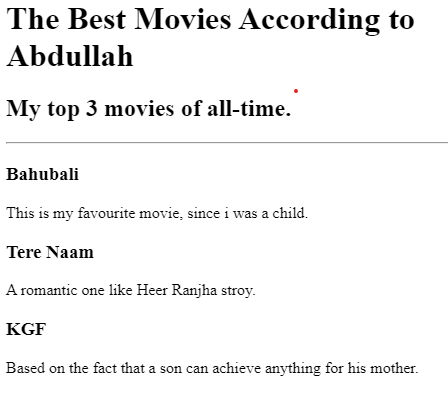 The Best Movies According to
Abdullah
My top 3 movies of all-time.
Bahubali
This is my favourite movie, since i was a child.
Tere Naam
A romantic one like Heer Ranjha stroy.
KGF
Based on the fact that a son can achieve anything for his mother.